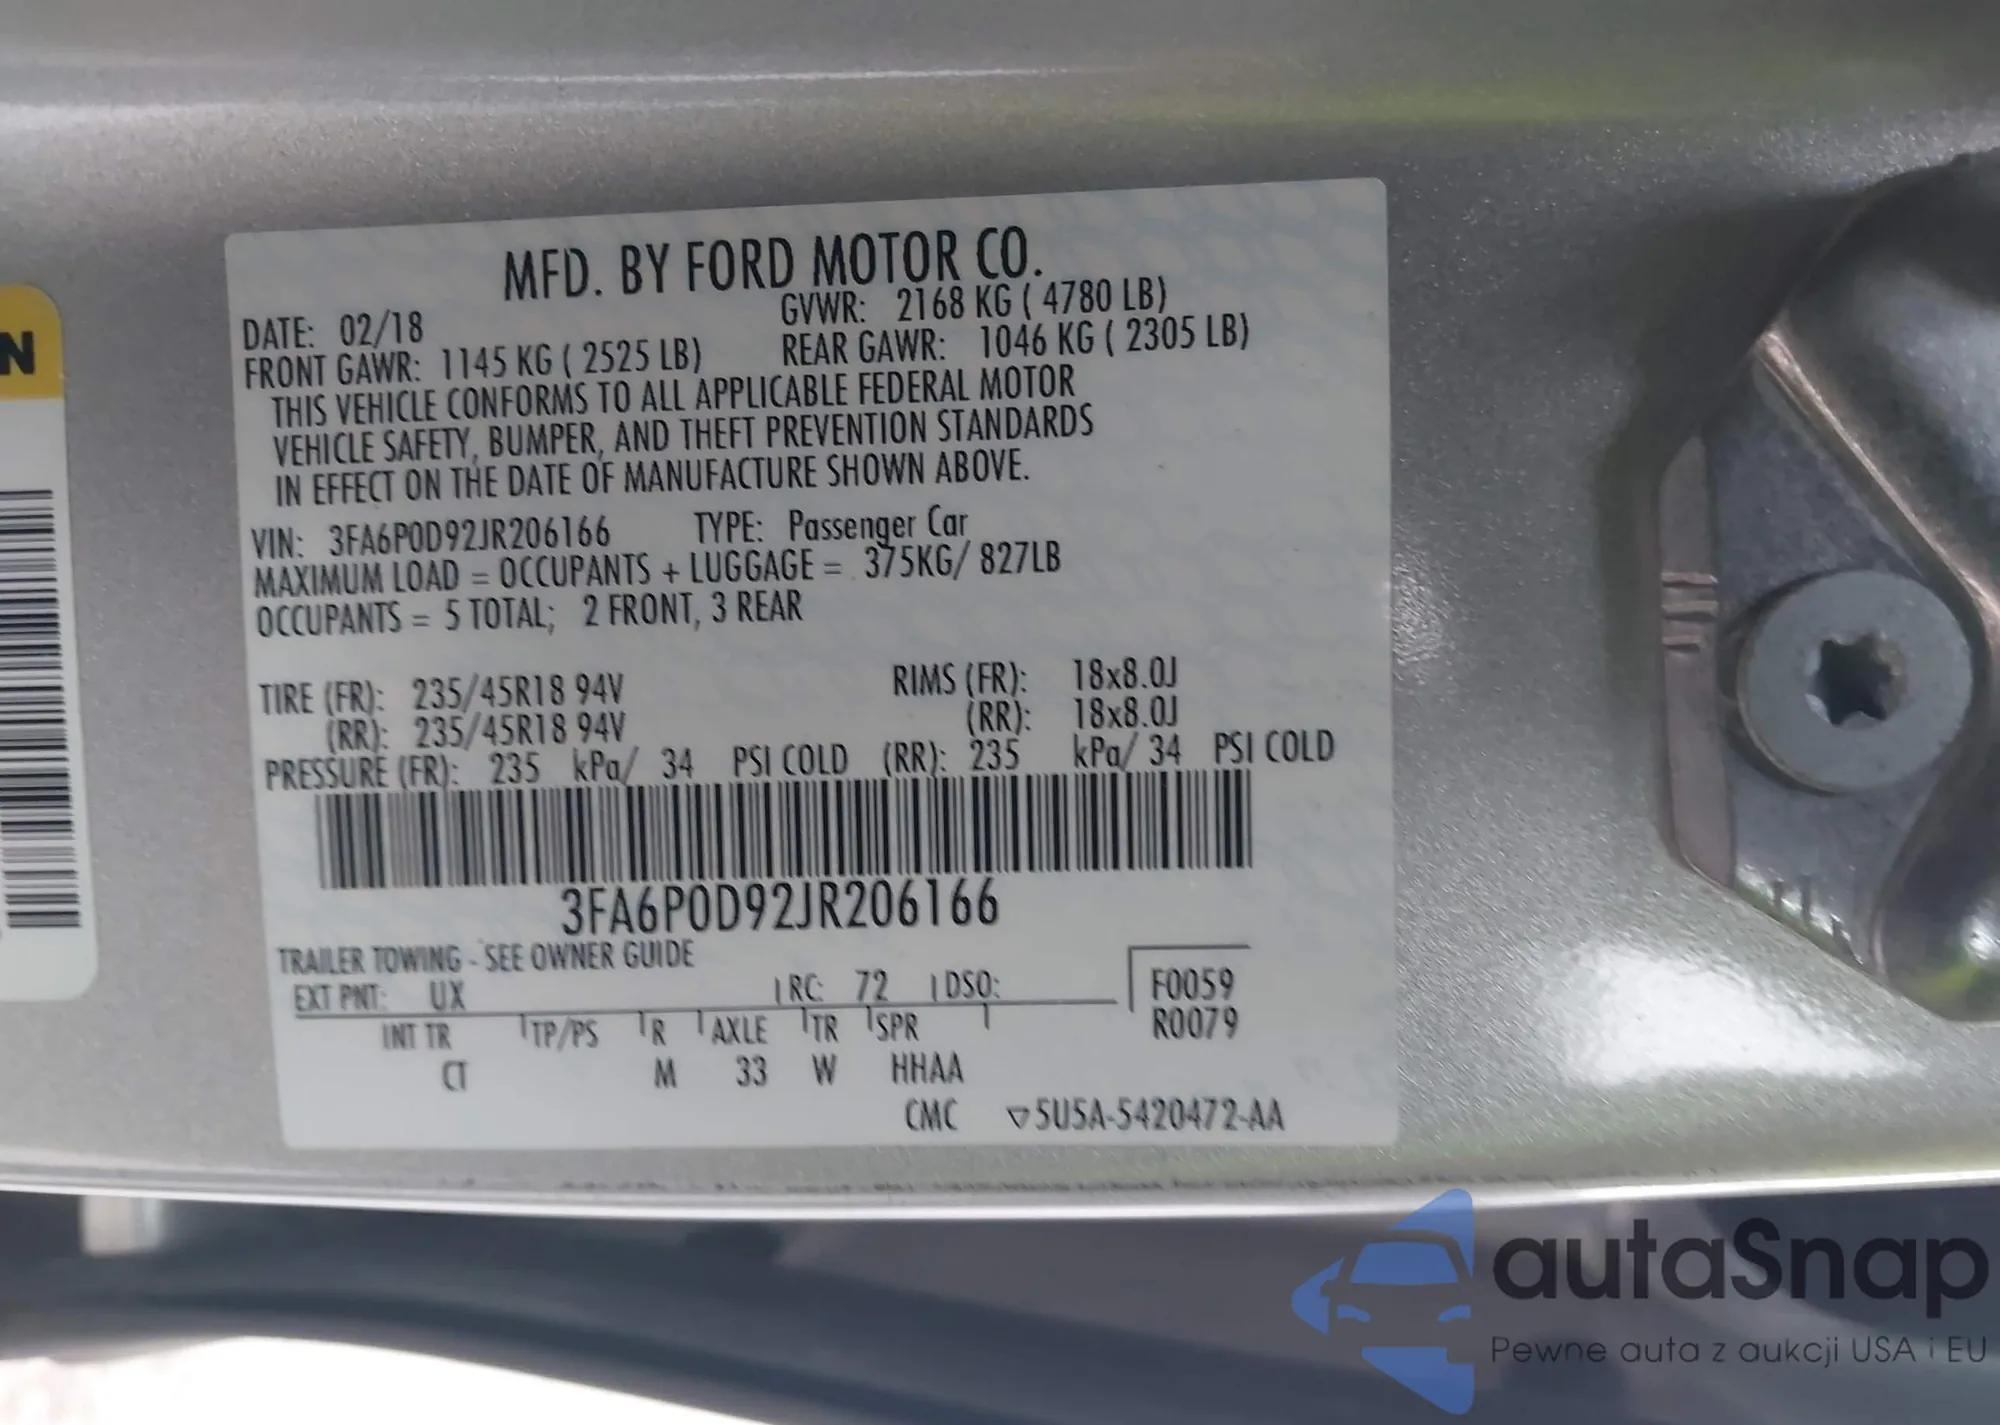 MFD. BY FORD MOTOR CO.
DATE: 02/18 GVWR: 2168 KG ( 4780 LB)
FRONT GAWR: 1145 KG ( 2525 LB) REAR GAWR: 1046 KG ( 2305 LB)
THIS VEHICLE CONFORMS TO ALL APPLICABLE FEDERAL MOTOR
VEHICLE SAFETY, BUMPER, AND THEFT PREVENTION STANDARDS
IN EFFECT ON THE DATE OF MANUFACTURE SHOWN ABOVE.
VIN: 3FA6P0D92JR206166 TYPE: Passenger Car
MAXIMUM LOAD = OCCUPANTS + LUGGAGE = 375KG/ 827LB
OCCUPANTS = 5 TOTAL; 2 FRONT, 3 REAR
TIRE (FR): 235/45R18 94V RIMS (FR): 18x8.0J
(RR): 235/45R18 94V (RR): 18x8.0J
PRESSURE (FR): 235 kPa/ 34 PSI COLD (RR): 235 kPa/ 34 PSI COLD
3FA6P0D92JR206166
TRAILER TOWING - SEE OWNER GUIDE
EXT PNT: UX RC: 72 DSO: F0059
INT TR TP/PS R AXLE TR SPR R0079
CT M 33 W HHAA
CMC ▽5U5A-5420472-AA
N
autaSnap
Pewne auta z aukcji USA i EU